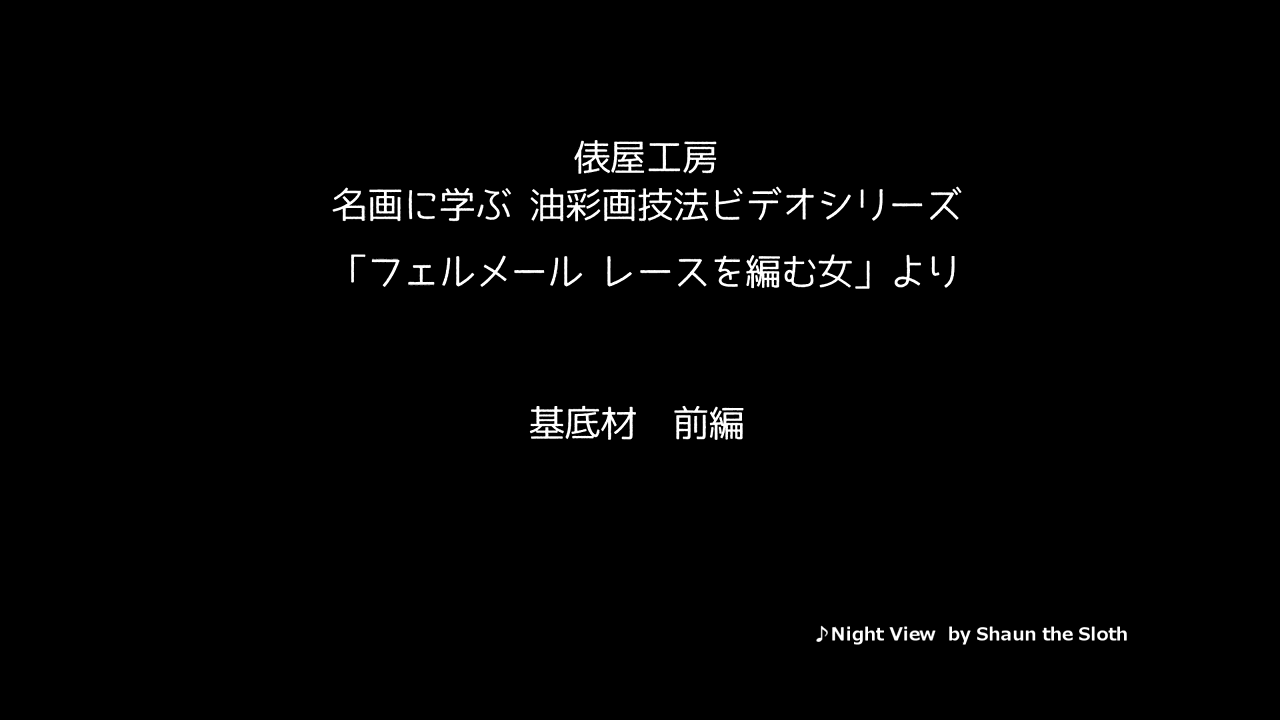 俵屋工房
名画に学ぶ 油彩画技法ビデオシリーズ
「フェルメール レースを編む女」より
基底材　前編
♪Night View by Shaun the Sloth